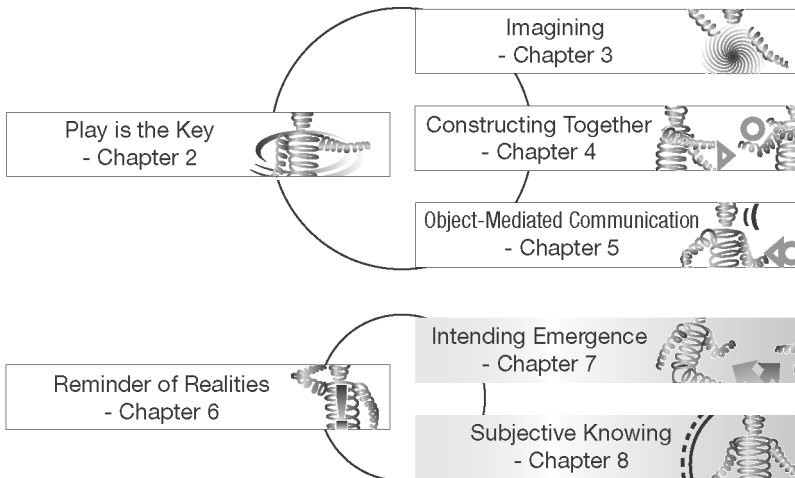 Imagining
- Chapter 3
Play is the Key
- Chapter 2
Constructing Together
- Chapter 4
Object-Mediated Communication
- Chapter 5
Intending Emergence
- Chapter 7
Reminder of Realities
- Chapter 6
Subjective Knowing
- Chapter 8